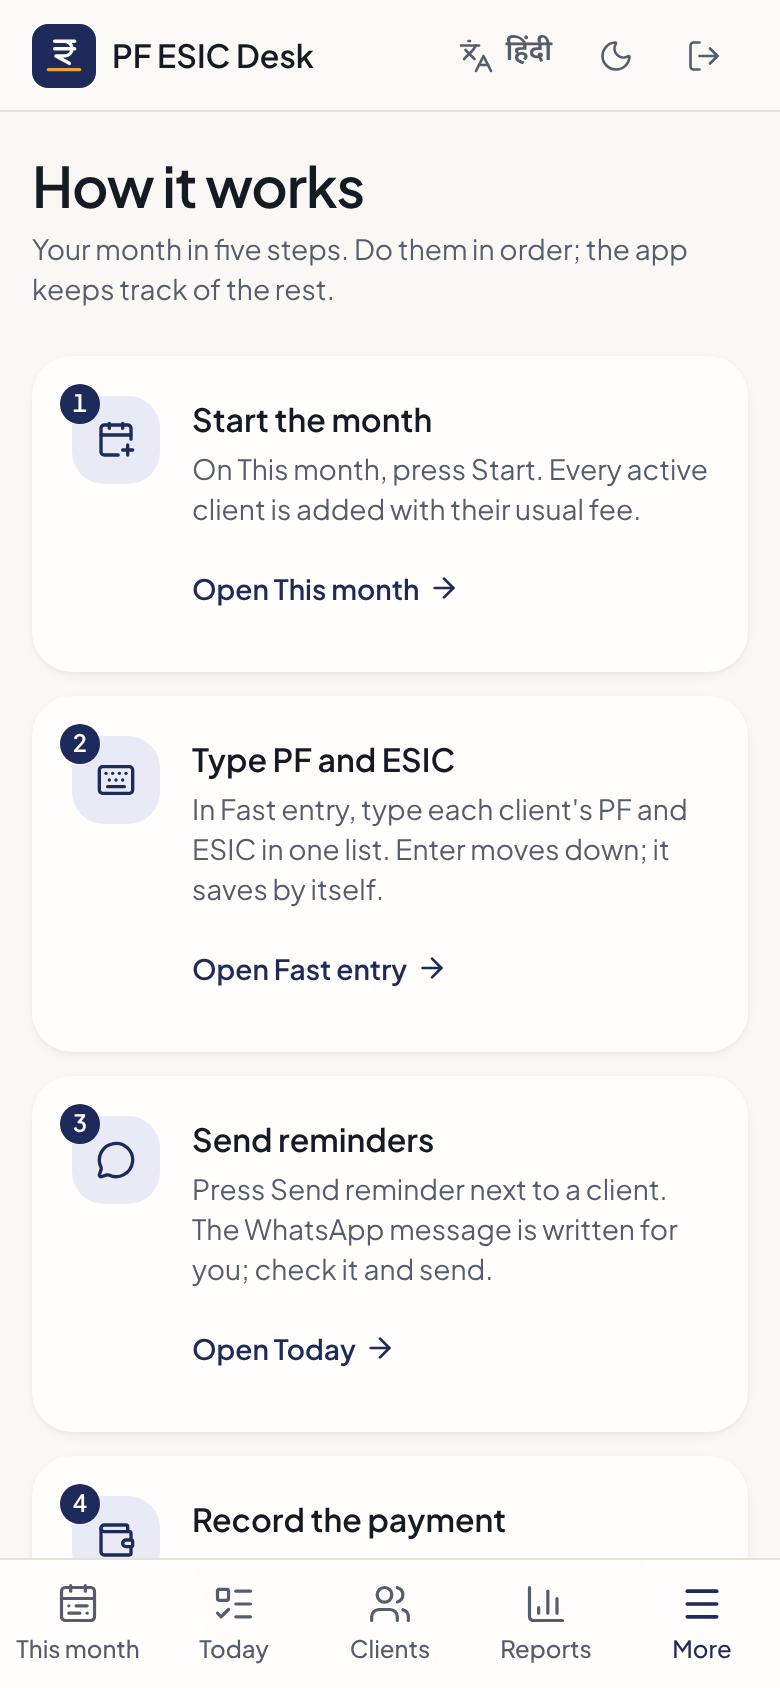 ₹ PF ESIC Desk
हिंदी
How it works
Your month in five steps. Do them in order; the app
keeps track of the rest.
1
Start the month
On This month, press Start. Every active
client is added with their usual fee.
Open This month →
2
Type PF and ESIC
In Fast entry, type each client's PF and
ESIC in one list. Enter moves down; it
saves by itself.
Open Fast entry →
3
Send reminders
Press Send reminder next to a client.
The WhatsApp message is written for
you; check it and send.
Open Today →
4
Record the payment
This month
Today
Clients
Reports
More